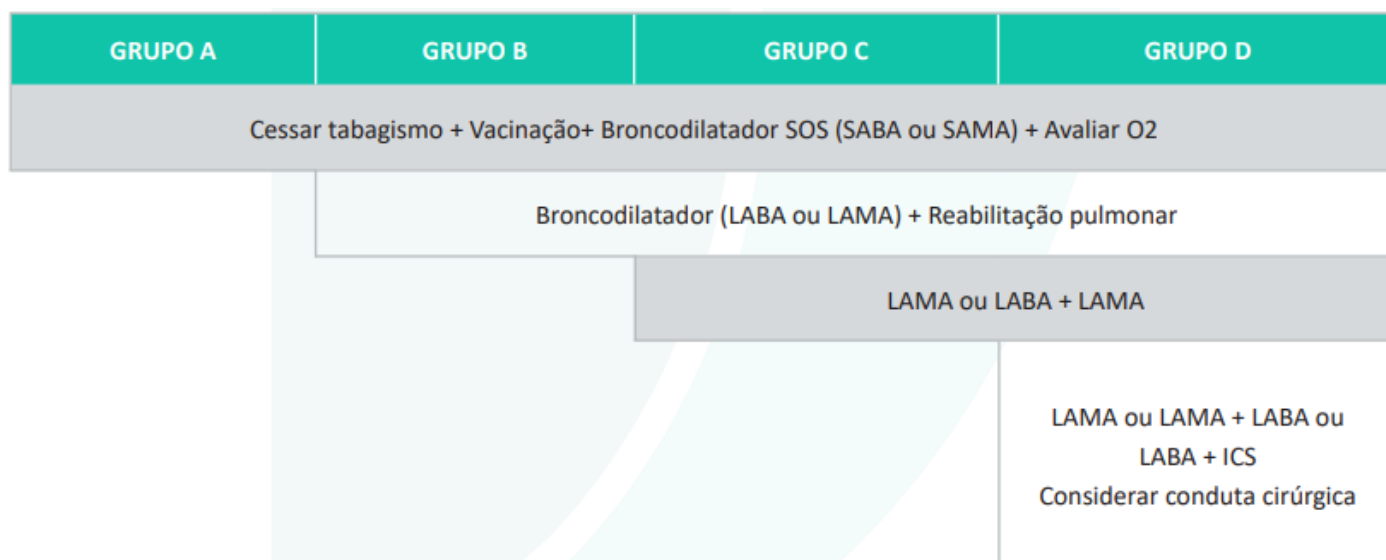 GRUPO A
GRUPO B
GRUPO C
GRUPO D
Cessar tabagismo + Vacinação+ Broncodilatador SOS (SABA ou SAMA) + Avaliar O2
Broncodilatador (LABA ou LAMA) + Reabilitação pulmonar
LAMA ou LABA + LAMA
LAMA ou LAMA + LABA ou
LABA + ICS
Considerar conduta cirúrgica